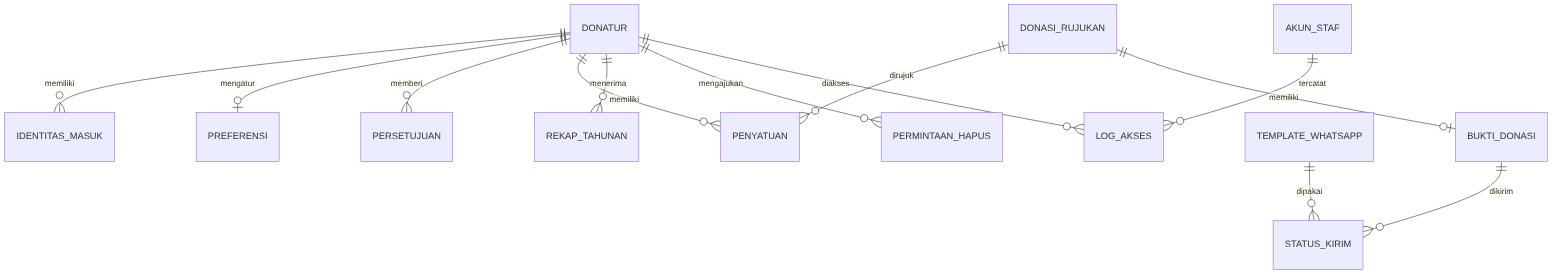 DONATUR
DONASI_RUJUKAN
AKUN_STAF
memiliki
mengatur
memberi
menerima
memiliki
mengajukan
dirujuk
diakses
memiliki
tercatat
IDENTITAS_MASUK
PREFERENSI
PERSETUJUAN
REKAP_TAHUNAN
PENYATUAN
PERMINTAAN_HAPUS
LOG_AKSES
TEMPLATE_WHATSAPP
BUKTI_DONASI
dipakai
dikirim
STATUS_KIRIM